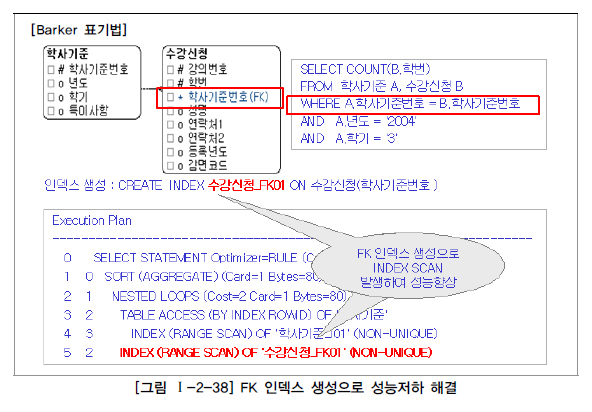 [Barker 표기법]
학사기준
□ # 학사기준번호
□ o 년도
□ o 학기
□ o 특이사항
수강신청
□ # 강의번호
□ # 학번
□ * 학사기준번호(FK)
□ o 성명
□ o 연락처1
□ o 연락처2
□ o 등록년도
□ o 감면코드
SELECT COUNT(B.학번)
FROM 학사기준 A, 수강신청 B
WHERE A.학사기준번호 = B.학사기준번호
AND A.년도 = '2004'
AND A.학기 = '3'
인덱스 생성 : CREATE INDEX 수강신청_FK01 ON 수강신청(학사기준번호 )
Execution Plan
0 SELECT STATEMENT Optimizer=RULE
1 0 SORT (AGGREGATE) (Card=1 Bytes=80)
2 1 NESTED LOOPS (Cost=2 Card=1 Bytes=80)
3 2 TABLE ACCESS (BY INDEX ROWID) OF
4 3 INDEX (RANGE SCAN) OF '학사기준_I01' (NON-UNIQUE)
5 2 INDEX (RANGE SCAN) OF '수강신청_FK01' (NON-UNIQUE)
FK 인덱스 생성으로
INDEX SCAN
발생하여 성능향상
[그림 Ⅰ-2-38] FK 인덱스 생성으로 성능저하 해결